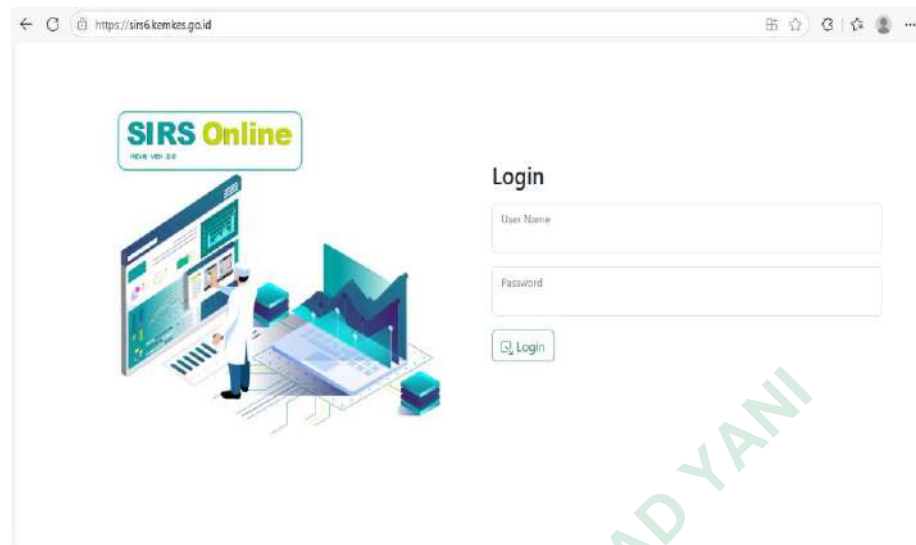 https://sirs6.kemkes.go.id
SIRS Online
Login
User Name
Password
Login
AD YANI